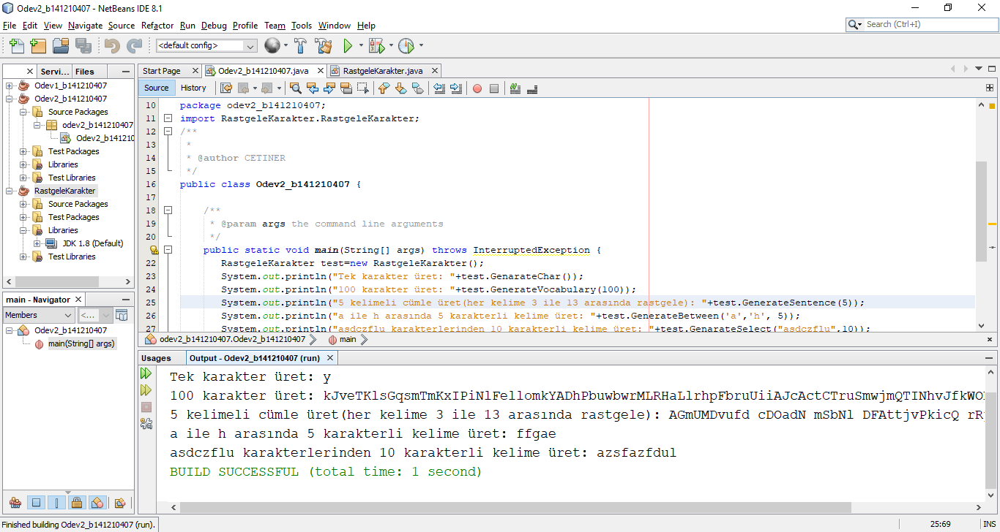 Odev2_b141210407 - NetBeans IDE 8.1
File Edit View Navigate Source Refactor Run Debug Profile Team Tools Window Help
Search (Ctrl+I)
<default config>
Servi... Files
Start Page Odev2_b141210407.java RastgeleKarakter.java
Source History
Odev1_b141210407
Odev2_b141210407
Source Packages
odev2_b141210407
Odev2_b14121
Test Packages
Libraries
Test Libraries
RastgeleKarakter
Source Packages
Test Packages
Libraries
JDK 1.8 (Default)
Test Libraries
10 package odev2_b141210407;
11 import RastgeleKarakter.RastgeleKarakter;
12 /**
13 *
14 * @author CETINER
15 */
16 public class Odev2_b141210407 {
17
18 /**
19 * @param args the command line arguments
20 */
public static void main(String[] args) throws InterruptedException {
22 RastgeleKarakter test=new RastgeleKarakter();
23 System.out.println("Tek karakter üret: "+test.GenarateChar());
24 System.out.println("100 karakter üret: "+test.GenerateVocabulary(100));
25 System.out.println("5 kelimeli cümle üret(her kelime 3 ile 13 arasında rastgele): "+test.GenerateSentence(5));
26 System.out.println("a ile h arasında 5 karakterli kelime üret: "+test.GenerateBetween('a','h', 5));
27 System.out.println("asdczflu karakterlerinden 10 karakterli kelime üret: "+test.GenarateSelect("asdczflu",10));
odev2_b141210407.Odev2_b141210407 main
main - Navigator
Members <...
Odev2_b141210407
main(String[] args)
Usages Output - Odev2_b141210407 (run)
Tek karakter üret: y
100 karakter üret: kJveTKlsGqsmTmKxIPiNlFellomkYADhPbuwbwrMLRHaLlrhpFbruUiiAJcActCTruSmwjmQTINhvJfkWO
5 kelimeli cümle üret(her kelime 3 ile 13 arasında rastgele): AGmUMDvufd cDOadN mSbNl DFAttjvPkicQ rR
a ile h arasında 5 karakterli kelime üret: ffgae
asdczflu karakterlerinden 10 karakterli kelime üret: azsfazfdul
BUILD SUCCESSFUL (total time: 1 second)
Finished building Odev2_b141210407 (run).
25:69 INS